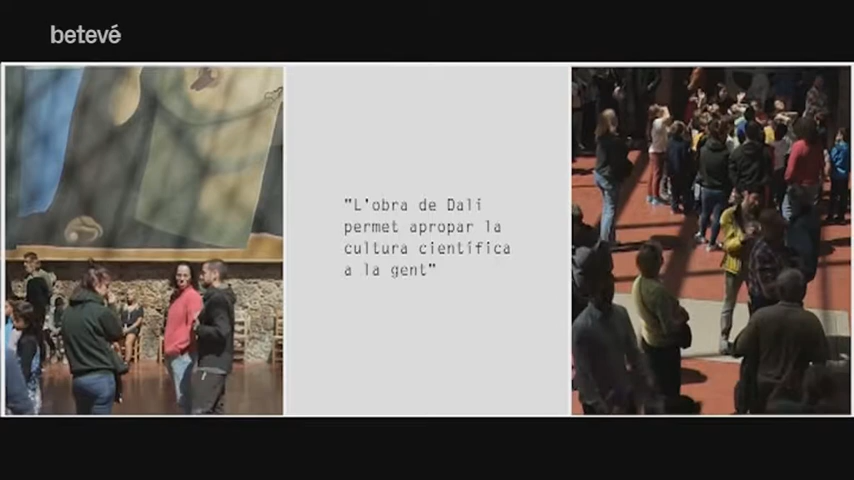 betevé
"L'obra de Dalí
permet apropar la
cultura científica
a la gent"